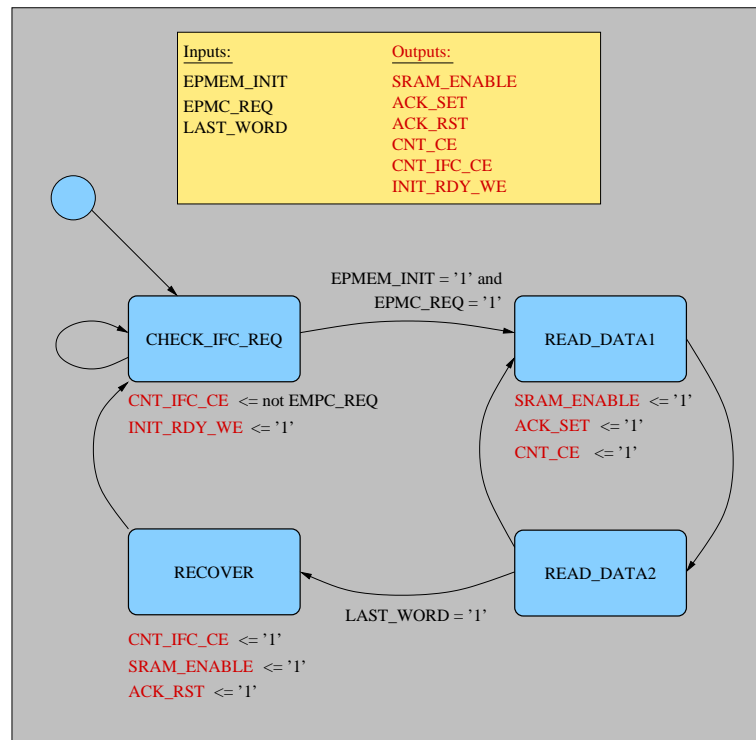 Inputs:
EPMEM_INIT
EPMC_REQ
LAST_WORD
Outputs:
SRAM_ENABLE
ACK_SET
ACK_RST
CNT_CE
CNT_IFC_CE
INIT_RDY_WE
EPMEM_INIT = '1' and
EPMC_REQ = '1'
CHECK_IFC_REQ
CNT_IFC_CE <= not EMPC_REQ
INIT_RDY_WE <= '1'
READ_DATA1
SRAM_ENABLE <= '1'
ACK_SET <= '1'
CNT_CE <= '1'
RECOVER
CNT_IFC_CE <= '1'
SRAM_ENABLE <= '1'
ACK_RST <= '1'
LAST_WORD = '1'
READ_DATA2